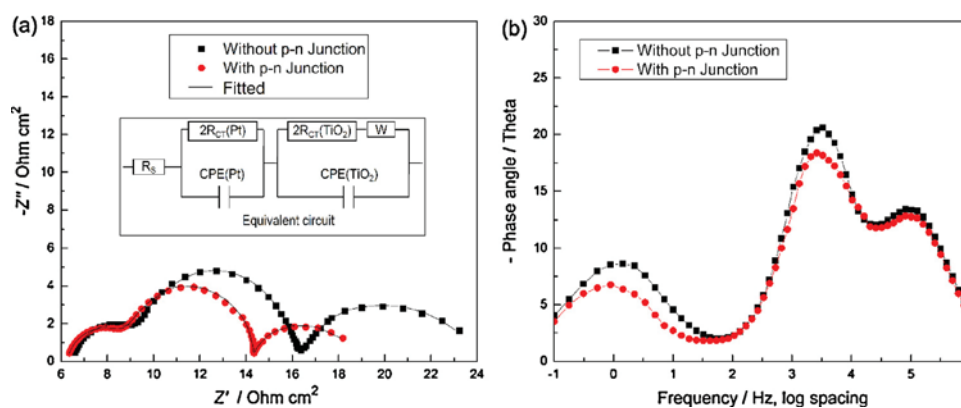 (a)
Without p-n Junction
With p-n Junction
Fitted
2R_CT(Pt)
2R_CT(TiO₂)
W
R_S
CPE(Pt)
CPE(TiO₂)
Equivalent circuit
-Z" / Ohm cm²
18
16
14
12
10
8
6
4
2
0
6 8 10 12 14 16 18 20 22 24
Z' / Ohm cm²
(b)
Without p-n Junction
With p-n Junction
- Phase angle / Theta
30
25
20
15
10
5
0
-1 0 1 2 3 4 5
Frequency / Hz, log spacing